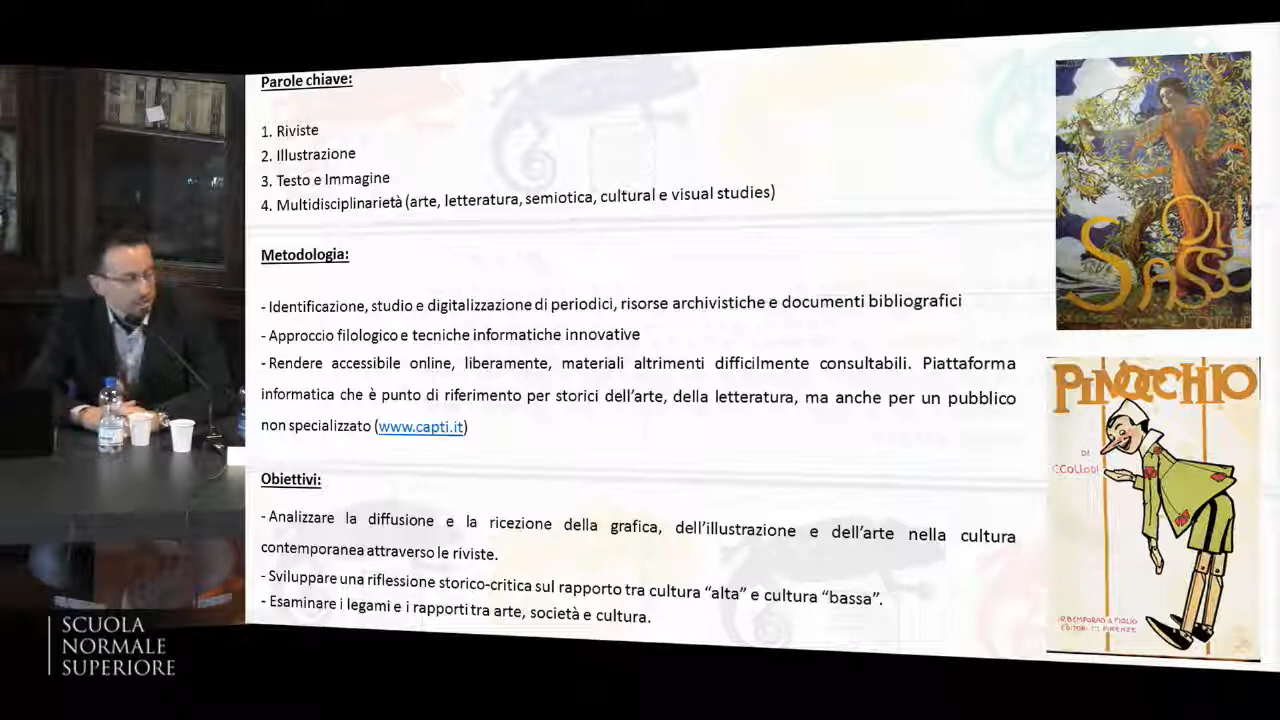 Parole chiave:
1. Riviste
2. Illustrazione
3. Testo e Immagine
4. Multidisciplinarietà (arte, letteratura, semiotica, cultural e visual studies)
Metodologia:
- Identificazione, studio e digitalizzazione di periodici, risorse archivistiche e documenti bibliografici
- Approccio filologico e tecniche informatiche innovative
- Rendere accessibile online, liberamente, materiali altrimenti difficilmente consultabili. Piattaforma
informatica che è punto di riferimento per storici dell'arte, della letteratura, ma anche per un pubblico
non specializzato (www.capti.it)
Obiettivi:
- Analizzare la diffusione e la ricezione della grafica, dell'illustrazione e dell'arte nella cultura
contemporanea attraverso le riviste.
- Sviluppare una riflessione storico-critica sul rapporto tra cultura "alta" e cultura "bassa".
- Esaminare i legami e i rapporti tra arte, società e cultura.
OLIO
SASSO
PINOCCHIO
DI
C.COLLODI
R. BEMPORAD & FIGLIO
EDITORI FIRENZE
SCUOLA
NORMALE
SUPERIORE